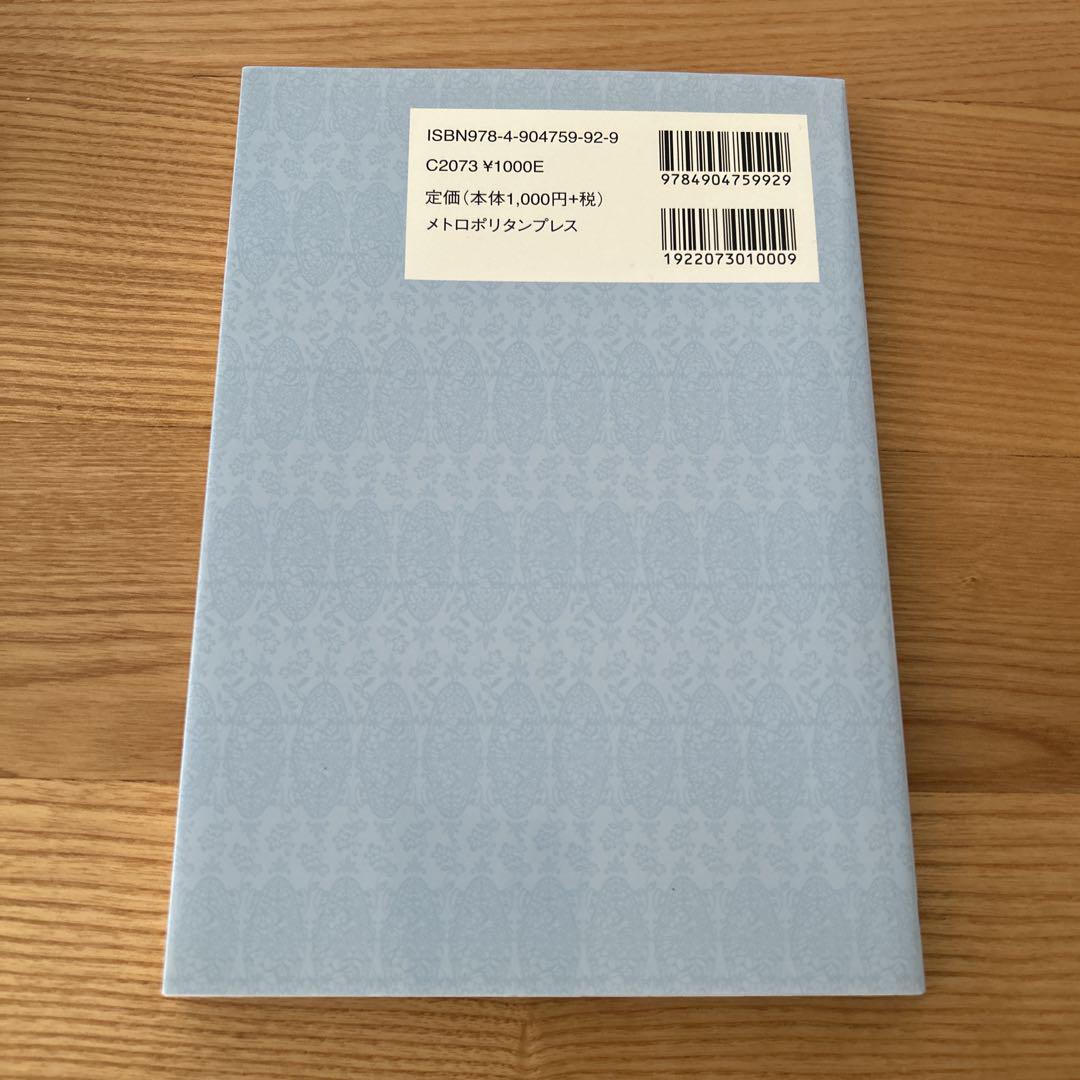 ISBN978-4-904759-92-9
C2073 ¥1000E
定価(本体1,000円+税)
メトロポリタンプレス
9784904759929
1922073010009